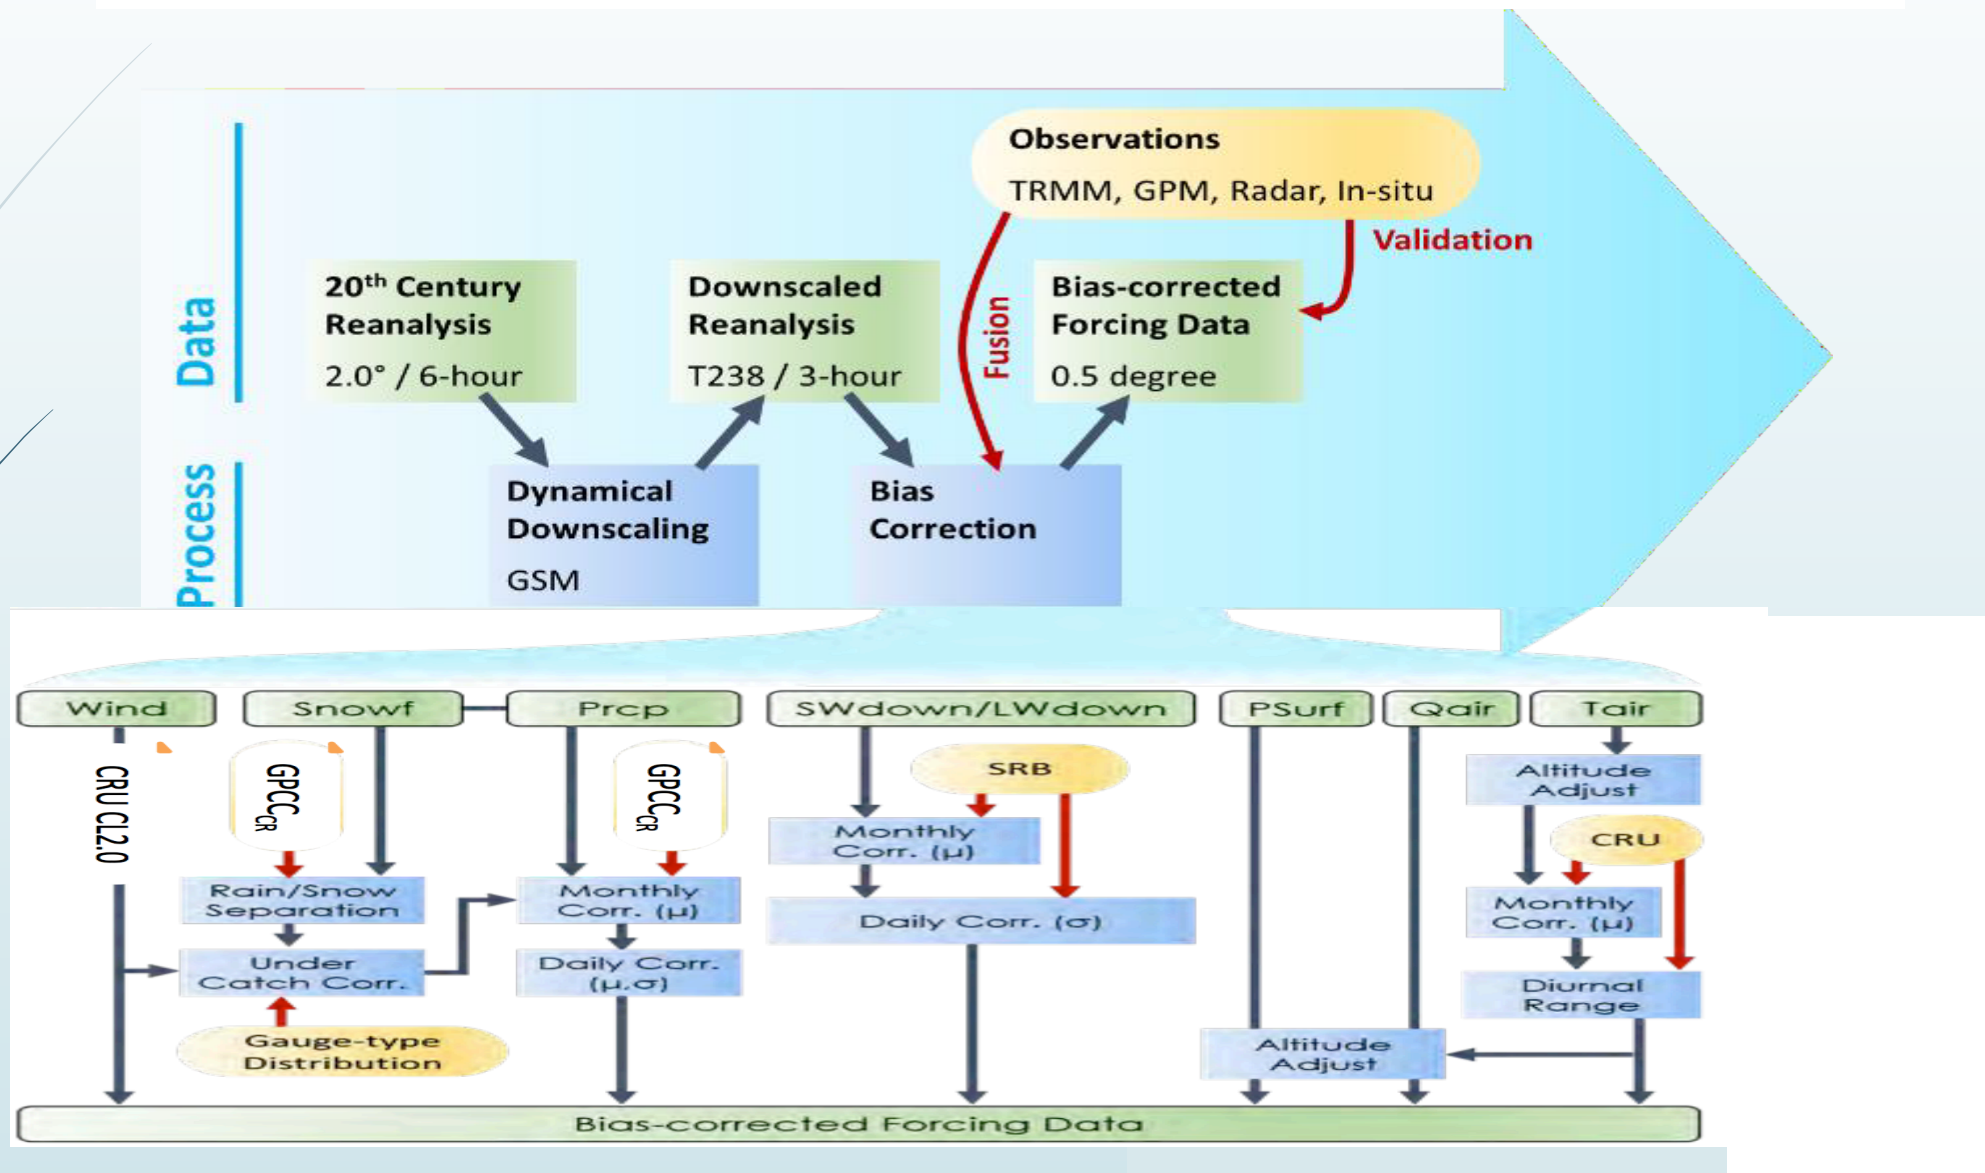 Observations
TRMM, GPM, Radar, In-situ
Validation
Data
20th Century
Reanalysis
2.0° / 6-hour
Downscaled
Reanalysis
T238 / 3-hour
Fusion
Bias-corrected
Forcing Data
0.5 degree
Process
Dynamical
Downscaling
GSM
Bias
Correction
Wind
Snowf
Prcp
SWdown/LWdown
PSurf
Qair
Tair
CRU CL2.0
GPCC CR
GPCC CR
SRB
Altitude
Adjust
Monthly
Corr. (μ)
CRU
Rain/Snow
Separation
Monthly
Corr. (μ)
Daily Corr. (σ)
Monthly
Corr. (μ)
Under
Catch Corr.
Daily Corr.
(μ,σ)
Diurnal
Range
Gauge-type
Distribution
Altitude
Adjust
Bias-corrected Forcing Data